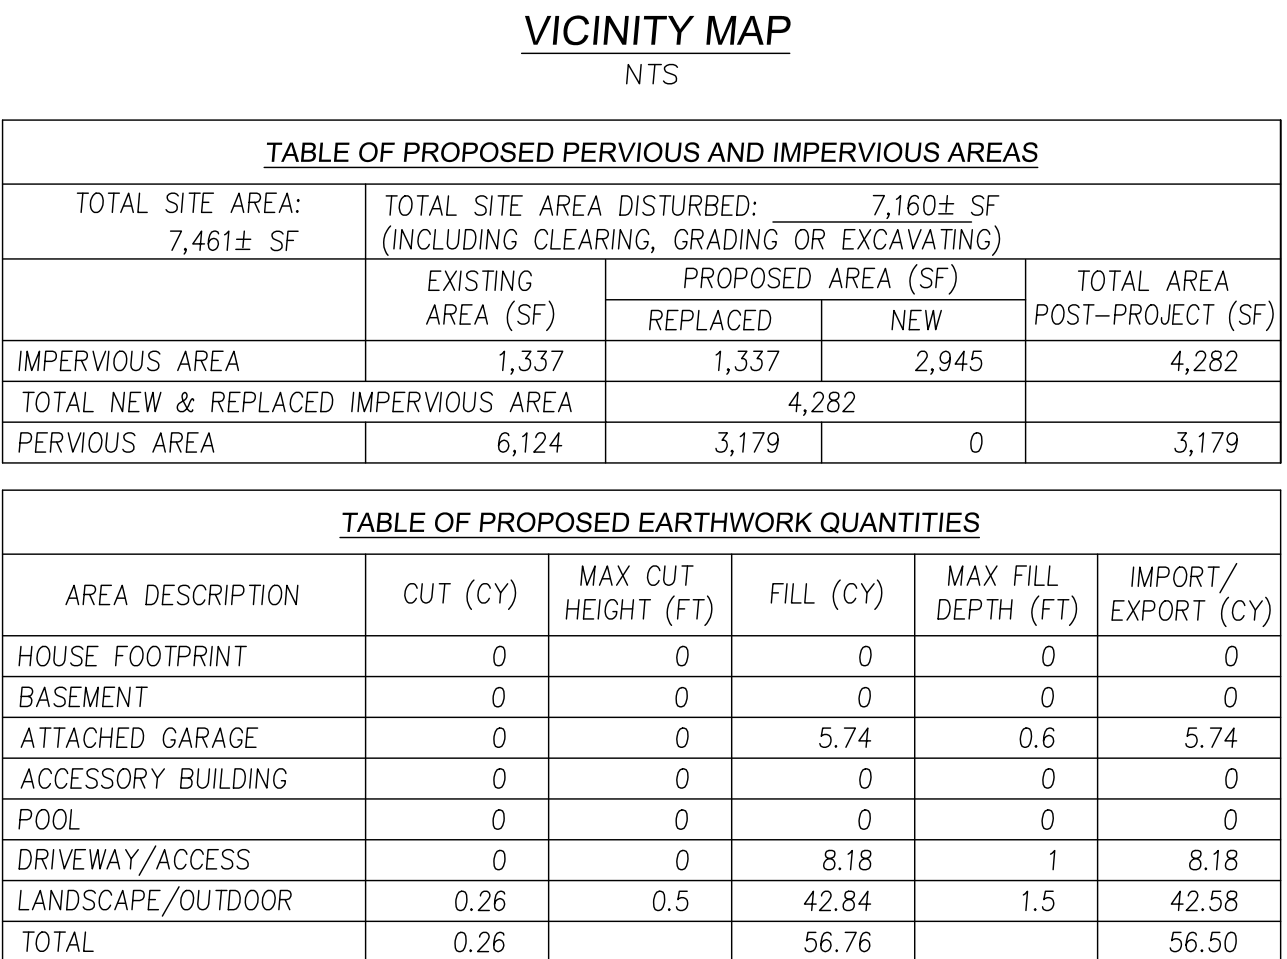 VICINITY MAP
NTS
TABLE OF PROPOSED PERVIOUS AND IMPERVIOUS AREAS
TOTAL SITE AREA: TOTAL SITE AREA DISTURBED: 7,160± SF
7,461± SF (INCLUDING CLEARING, GRADING OR EXCAVATING)
EXISTING AREA (SF) PROPOSED AREA (SF) TOTAL AREA POST-PROJECT (SF)
REPLACED NEW
IMPERVIOUS AREA 1,337 1,337 2,945 4,282
TOTAL NEW & REPLACED IMPERVIOUS AREA 4,282
PERVIOUS AREA 6,124 3,179 0 3,179
TABLE OF PROPOSED EARTHWORK QUANTITIES
AREA DESCRIPTION CUT (CY) MAX CUT HEIGHT (FT) FILL (CY) MAX FILL DEPTH (FT) IMPORT/ EXPORT (CY)
HOUSE FOOTPRINT 0 0 0 0 0
BASEMENT 0 0 0 0 0
ATTACHED GARAGE 0 0 5.74 0.6 5.74
ACCESSORY BUILDING 0 0 0 0 0
POOL 0 0 0 0 0
DRIVEWAY/ACCESS 0 0 8.18 1 8.18
LANDSCAPE/OUTDOOR 0.26 0.5 42.84 1.5 42.58
TOTAL 0.26 56.76 56.50